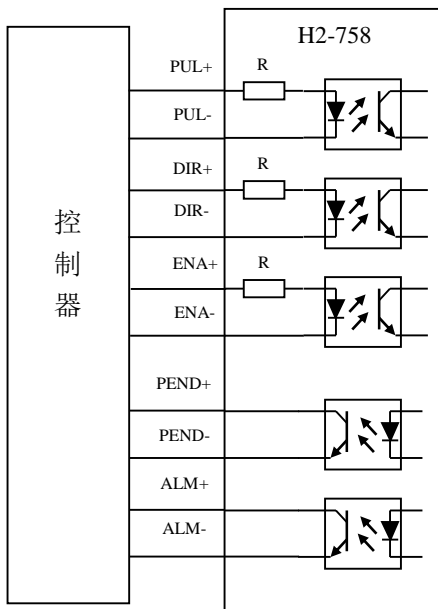 H2-758
PUL+
R
PUL-
DIR+
R
DIR-
控制器
ENA+
R
ENA-
PEND+
PEND-
ALM+
ALM-